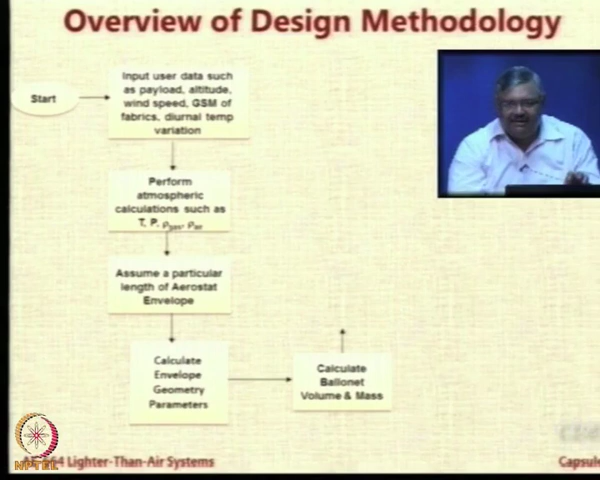 Overview of Design Methodology
Start
Input user data such
as payload, altitude,
wind speed, GSM of
fabrics, diurnal temp
variation
Perform
atmospheric
calculations such as
T, P, ρgas, ρair
Assume a particular
length of Aerostat
Envelope
Calculate
Envelope
Geometry
Parameters
Calculate
Ballonet
Volume & Mass
Lighter-Than-Air Systems
Capsule
NPTEL